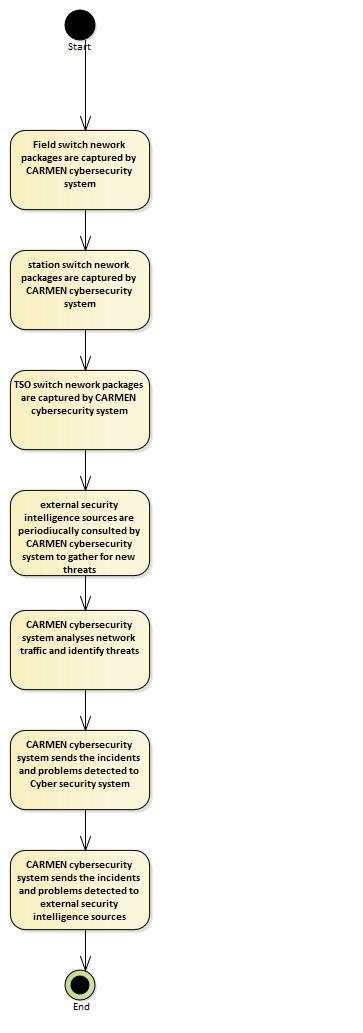 Start
Field switch nework
packages are captured by
CARMEN cybersecurity
system
station switch nework
packages are captured by
CARMEN cybersecurity
system
TSO switch nework packages
are captured by CARMEN
cybersecurity system
external security
intelligence sources are
periodiucally consulted by
CARMEN cybersecurity
system to gather for new
threats
CARMEN cybersecurity
system analyses network
traffic and identify threats
CARMEN cybersecurity
system sends the incidents
and problems detected to
Cyber security system
CARMEN cybersecurity
system sends the incidents
and problems detected to
external security
intelligence sources
End